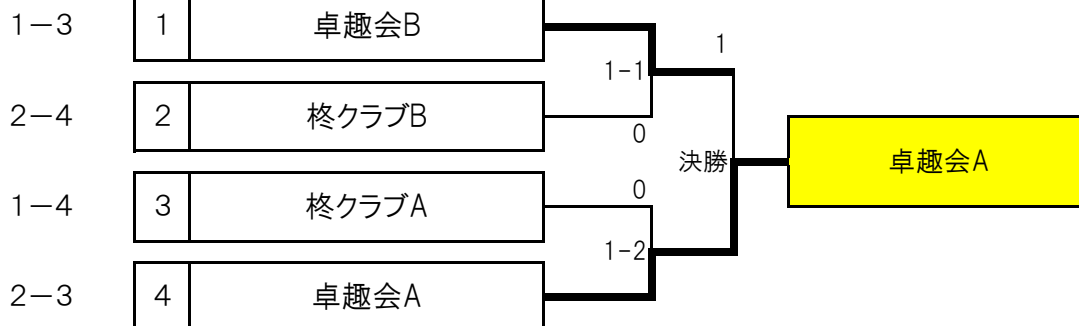 1－3 1 卓趣会B
1
1-1
2－4 2 柊クラブB
0
決勝 卓趣会A
1－4 3 柊クラブA
0
1-2
2－3 4 卓趣会A